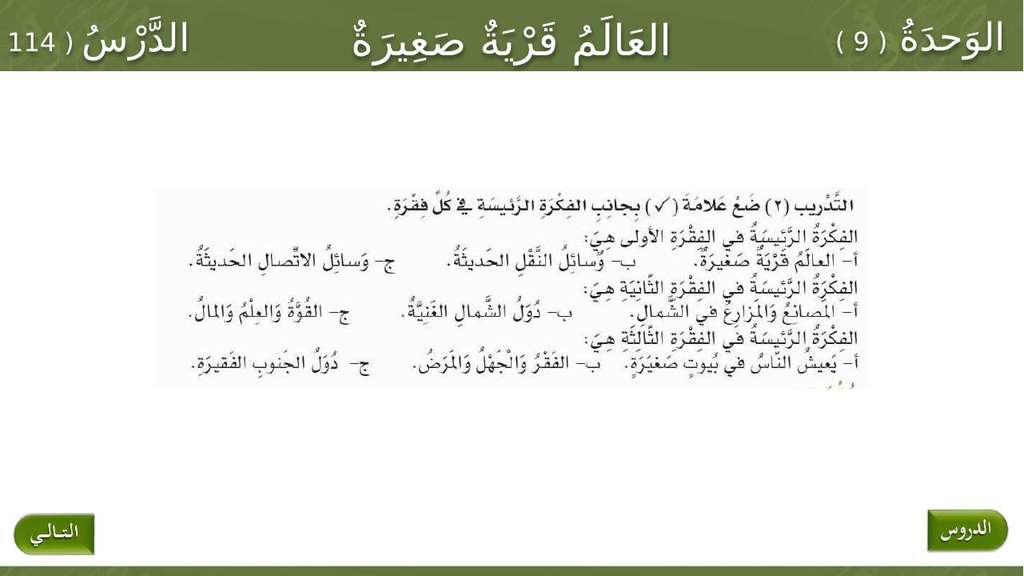 الوَحدَةُ ( 9 )
العَالَمُ قَرْيَةٌ صَغِيرَةٌ
الدَّرْسُ ( 114
التَّدْريب (٢) ضَعْ عَلامَةَ (✓) بِجانِبِ الفِكْرَةِ الرَّئيسَةِ في كُلِّ فِقْرَةٍ.
الفِكْرَةُ الرَّئيسَةُ في الفِقْرَةِ الأولى هِيَ:
أ- العالَمُ قَرْيَةٌ صَغيرَةٌ. ب- وَسائِلُ النَّقْلِ الحَديثَةُ. ج- وَسائِلُ الاتِّصالِ الحَديثَةُ.
الفِكْرَةُ الرَّئيسَةُ في الفِقْرَةِ الثّانِيَةِ هِيَ:
أ- المصانِعُ وَالمَزارِعُ في الشَّمالِ. ب- دُوَلُ الشَّمالِ الغَنِيَّةُ. ج- القُوَّةُ وَالعِلْمُ وَالمالُ.
الفِكْرَةُ الرَّئيسَةُ في الفِقْرَةِ الثّالِثَةِ هِيَ:
أ- يَعيشُ النّاسُ في بُيوتٍ صَغيرَةٍ. ب- الفَقْرُ وَالْجَهْلُ وَالمَرَضُ. ج- دُوَلُ الجَنوبِ الفَقيرَةِ.
الدروس
التالي